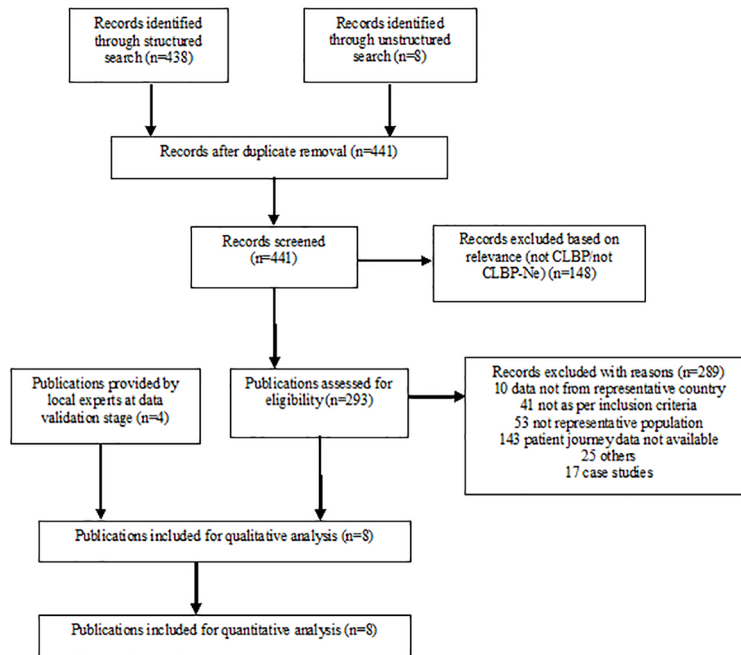 Records identified
through structured
search (n=438)
Records identified
through unstructured
search (n=8)
Records after duplicate removal (n=441)
Records screened
(n=441)
Records excluded based on
relevance (not CLBP/not
CLBP-Ne) (n=148)
Publications provided by
local experts at data
validation stage (n=4)
Publications assessed for
eligibility (n=293)
Records excluded with reasons (n=289)
10 data not from representative country
41 not as per inclusion criteria
53 not representative population
143 patient journey data not available
25 others
17 case studies
Publications included for qualitative analysis (n=8)
Publications included for quantitative analysis (n=8)